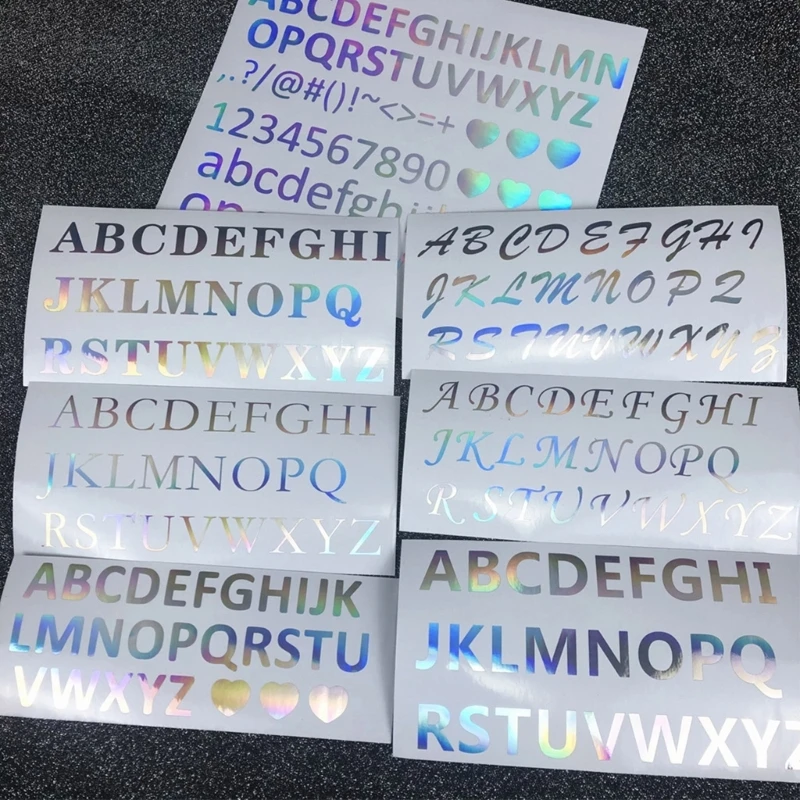 ABCDEFGHIJKLMN
OPQRSTUVWXYZ
,.?/@#()!~<>=+
1234567890
abcdefgh
ABCDEFGHI
JKLMNOPQ
RSTUVWXYZ
ABCDEFGHI
JKLMNOPQ
RSTUVWXYZ
ABCDEFGHI
JKLMNOPQ
RSTUVWXYZ
ABCDEFGHI
JKLMNOPQ
RSTUVWXYZ
ABCDEFGHIJK
LMNOPQRSTU
VWXYZ
ABCDEFGHI
JKLMNOPQ
RSTUVWXYZ